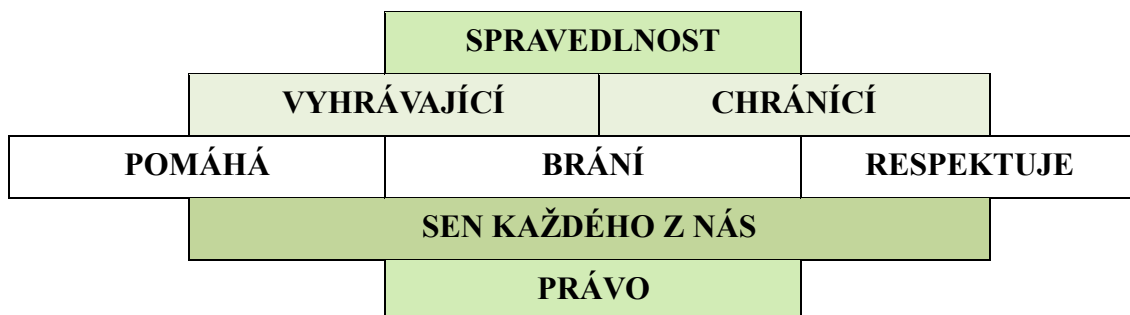 SPRAVEDLNOST
VYHRÁVAJÍCÍ CHRÁNÍCÍ
POMÁHÁ BRÁNÍ RESPEKTUJE
SEN KAŽDÉHO Z NÁS
PRÁVO